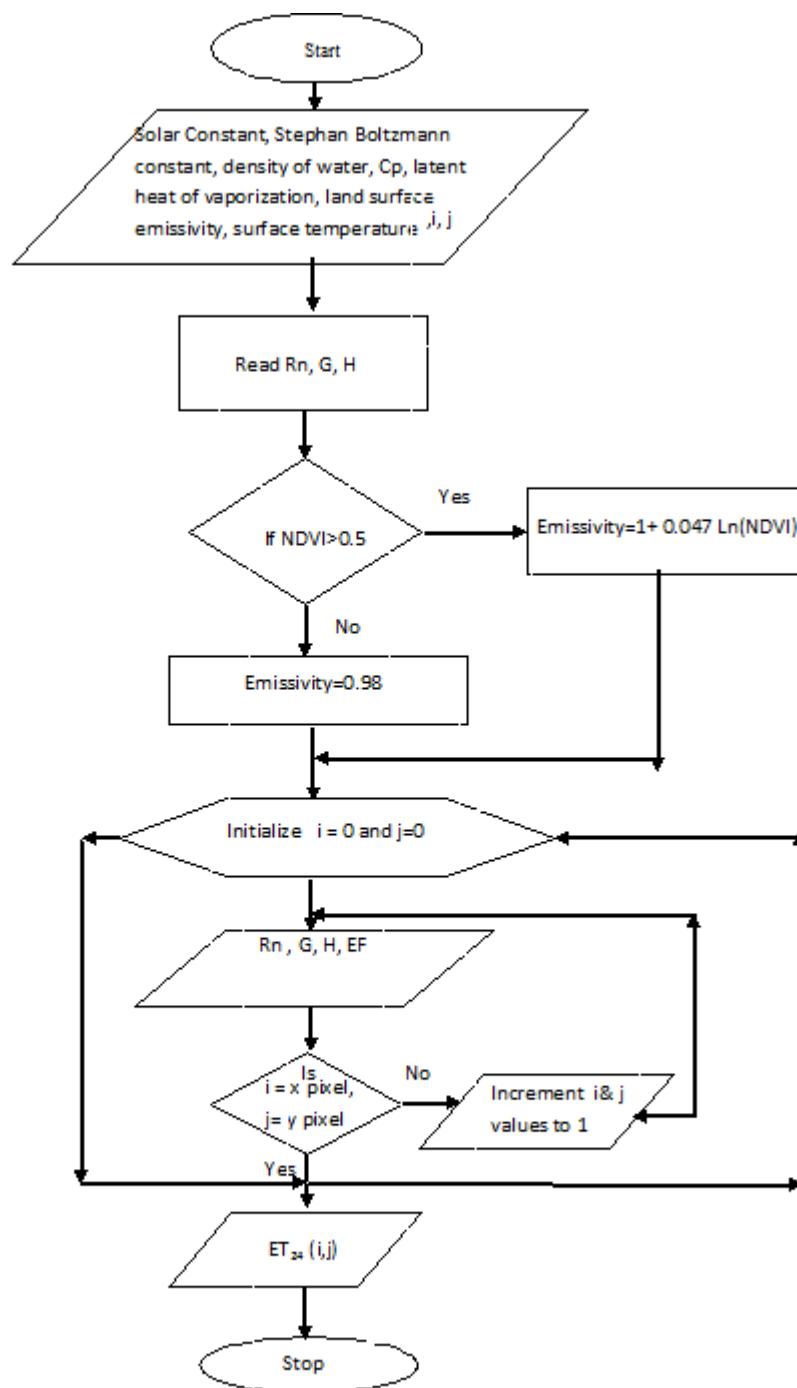 Start
Solar Constant, Stephan Boltzmann
constant, density of water, Cp, latent
heat of vaporization, land surface
emissivity, surface temperature ,i, j
Read Rn, G, H
Yes
If NDVI>0.5
Emissivity=1+ 0.047 Ln(NDVI)
No
Emissivity=0.98
Initialize i = 0 and j=0
Rn , G, H, EF
Is
i = x pixel,
j= y pixel
No
Increment i& j
values to 1
Yes
ET₂₄ (i,j)
Stop